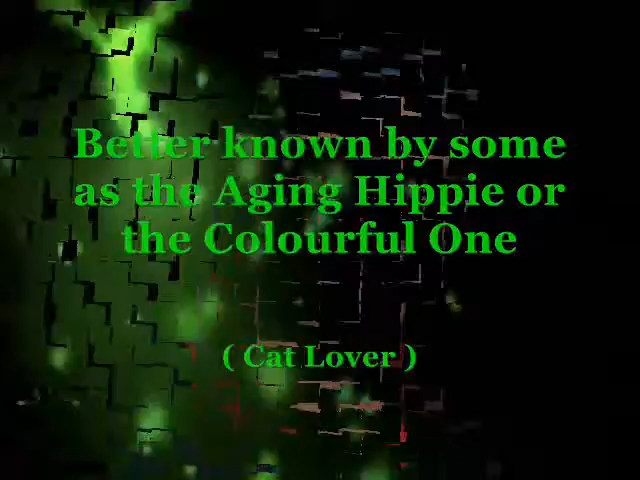 Better known by some
as the Aging Hippie or
the Colourful One
( Cat Lover )